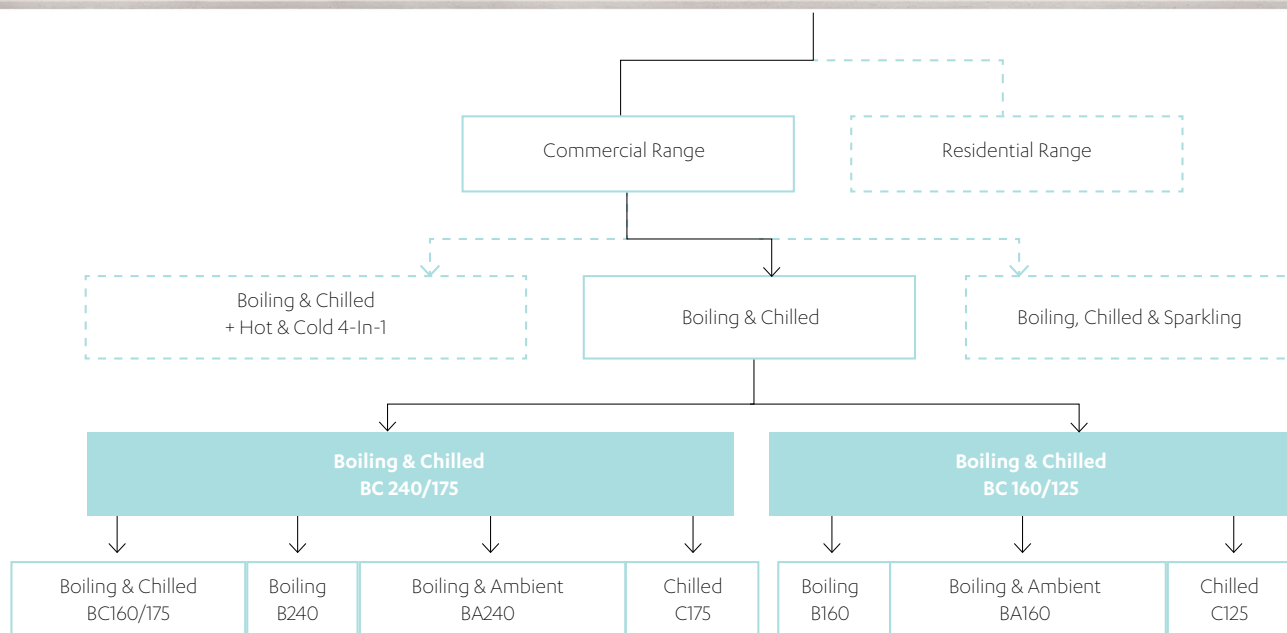 Commercial Range
Residential Range
Boiling & Chilled
+ Hot & Cold 4-In-1
Boiling & Chilled
Boiling, Chilled & Sparkling
Boiling & Chilled
BC 240/175
Boiling & Chilled
BC 160/125
Boiling & Chilled
BC160/175
Boiling
B240
Boiling & Ambient
BA240
Chilled
C175
Boiling
B160
Boiling & Ambient
BA160
Chilled
C125